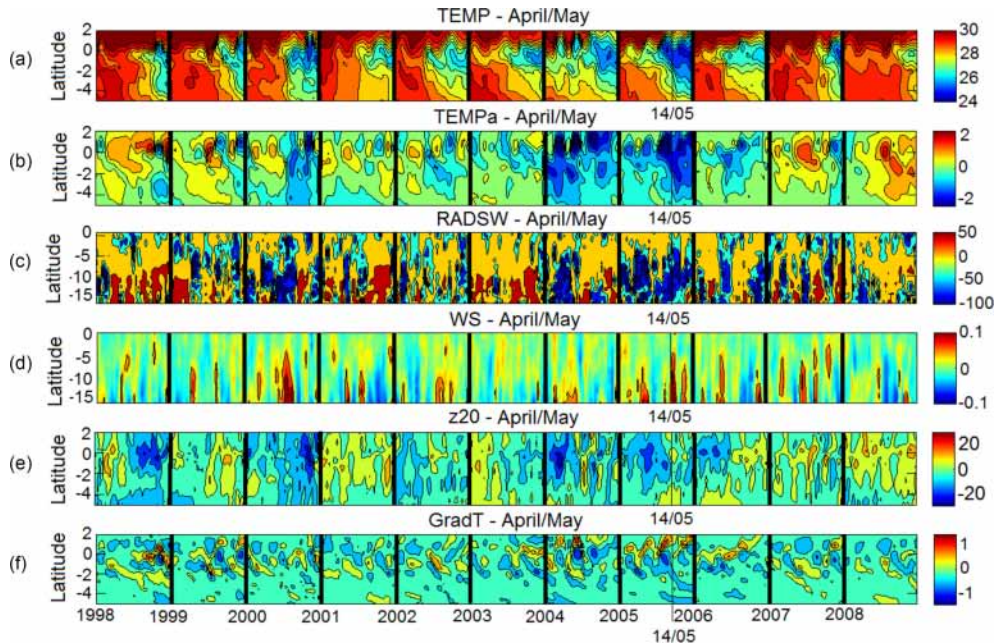 TEMP - April/May
(a)
Latitude
2
0
-2
-4
30
28
26
24
14/05
TEMPa - April/May
(b)
Latitude
2
0
-2
-4
2
0
-2
14/05
RADSW - April/May
(c)
Latitude
0
-5
-10
-15
50
0
-50
-100
14/05
WS - April/May
(d)
Latitude
0
-5
-10
-15
0.1
0
-0.1
14/05
z20 - April/May
(e)
Latitude
2
0
-2
-4
20
0
-20
14/05
GradT - April/May
(f)
Latitude
2
0
-2
-4
1
0
-1
1998 1999 2000 2001 2002 2003 2004 2005 2006 2007 2008
14/05